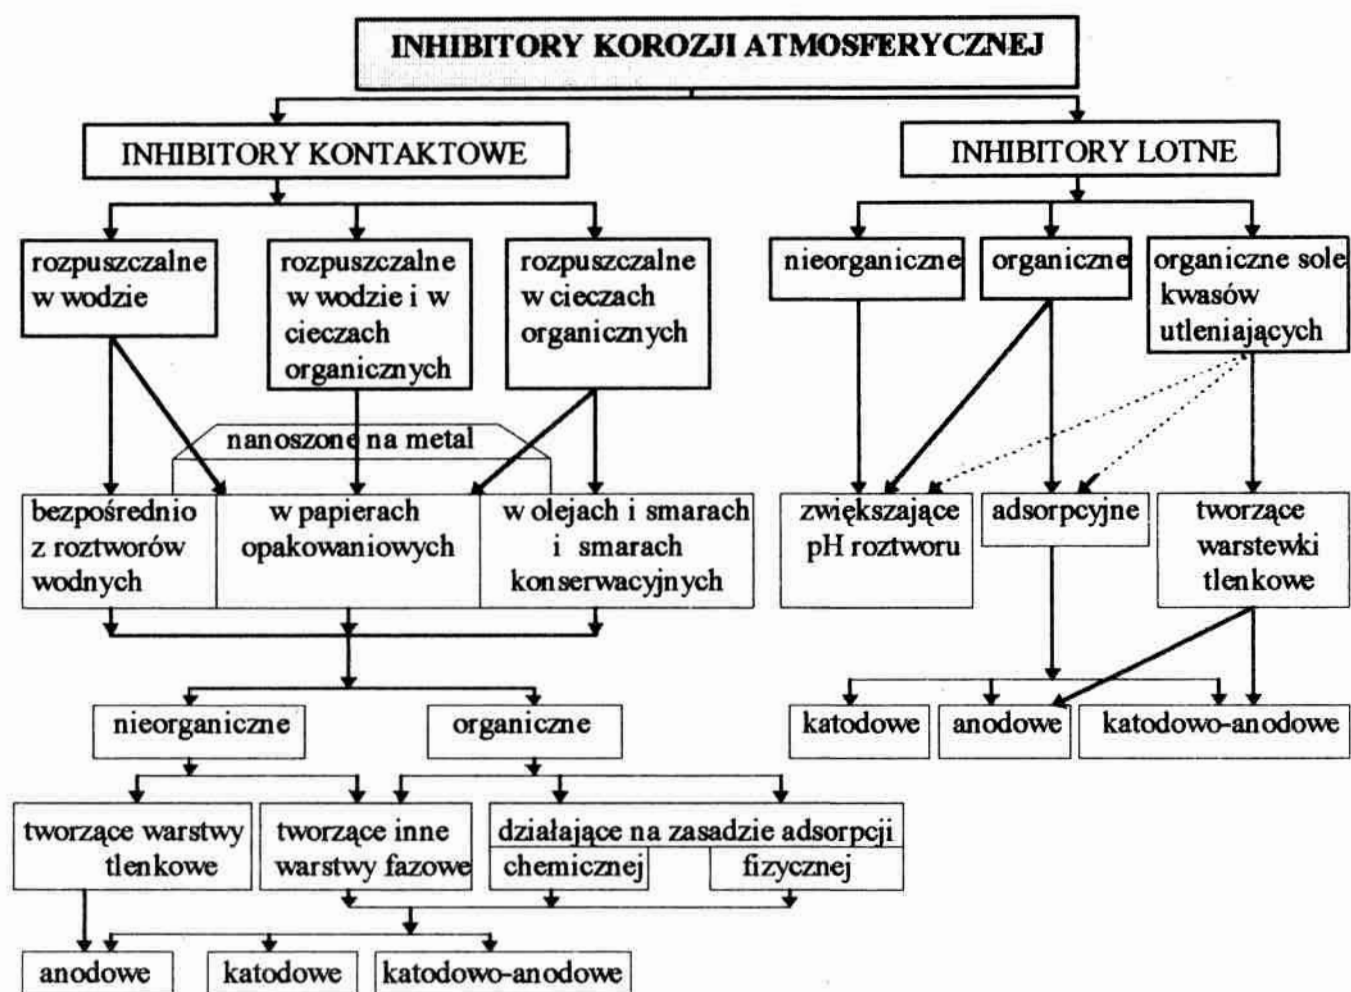 INHIBITORY KOROZJI ATMOSFERYCZNEJ
INHIBITORY KONTAKTOWE
INHIBITORY LOTNE
rozpuszczalne
w wodzie
rozpuszczalne
w wodzie i w
cieczach
organicznych
rozpuszczalne
w cieczach
organicznych
nieorganiczne
organiczne
organiczne sole
kwasów
utleniających
nanoszone na metal
bezpośrednio
z roztworów
wodnych
w papierach
opakowaniowych
w olejach i smarach
i smarach
konserwacyjnych
zwiększające
pH roztworu
adsorpcyjne
tworzące
warstewki
tlenkowe
nieorganiczne
organiczne
katodowe
anodowe
katodowo-anodowe
tworzące warstwy
tlenkowe
tworzące inne
warstwy fazowe
działające na zasadzie adsorpcji
chemicznej
fizycznej
anodowe
katodowe
katodowo-anodowe